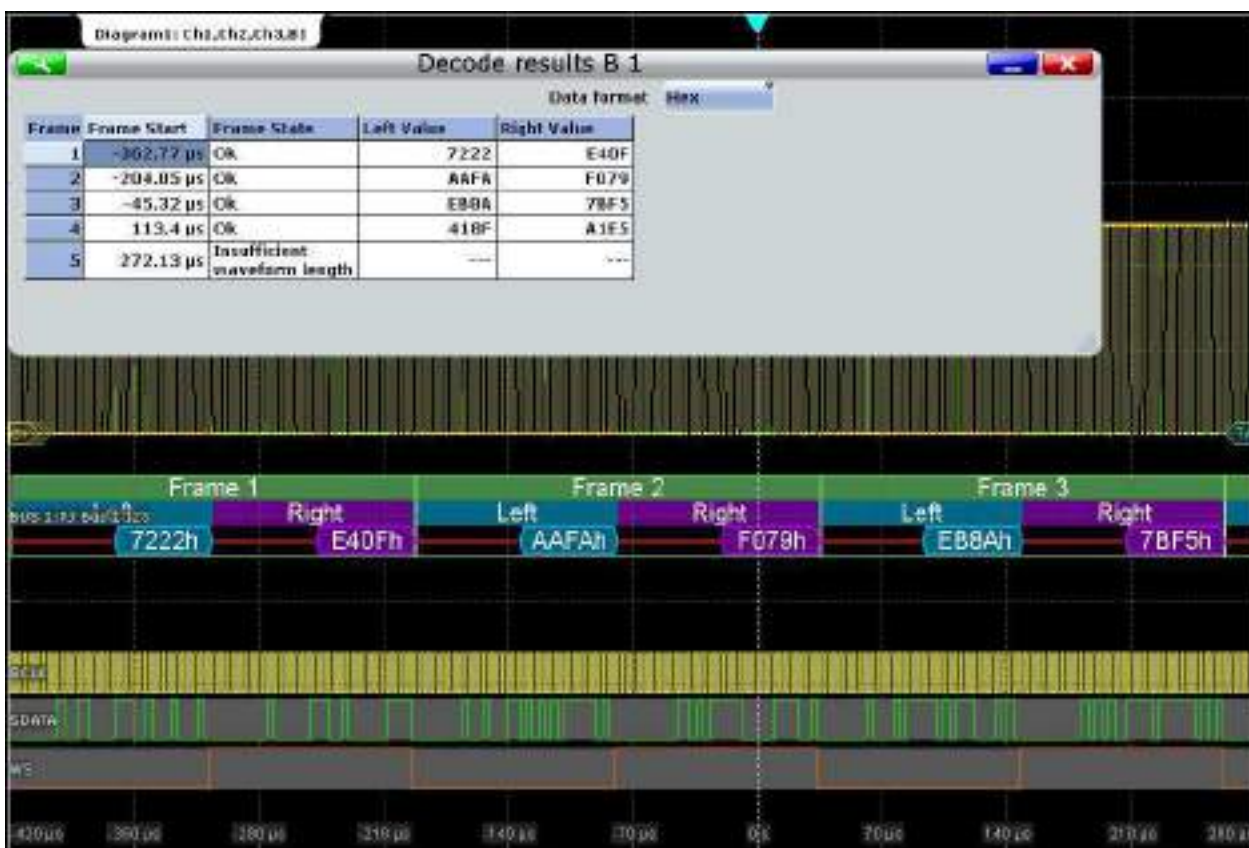 Diagram1: Ch1,Ch2,Ch3,B1
Decode results B 1
Data format Hex
Frame Frame Start Frame State Left Value Right Value
1 -362.77 µs Ok 7222 E40F
2 -204.05 µs Ok AAFA F079
3 -45.32 µs Ok EB8A 7BF5
4 113.4 µs Ok 418F A1E5
5 272.13 µs Insufficient waveform length --- ---
Frame 1 Frame 2 Frame 3
Right Left Right Left Right
7222h E40Fh AAFAh F079h EB8Ah 7BF5h
SCLK
SDATA
WS
-420 µs -280 µs -210 µs -140 µs -70 µs 0 s 70 µs 140 µs 210 µs 280 µ